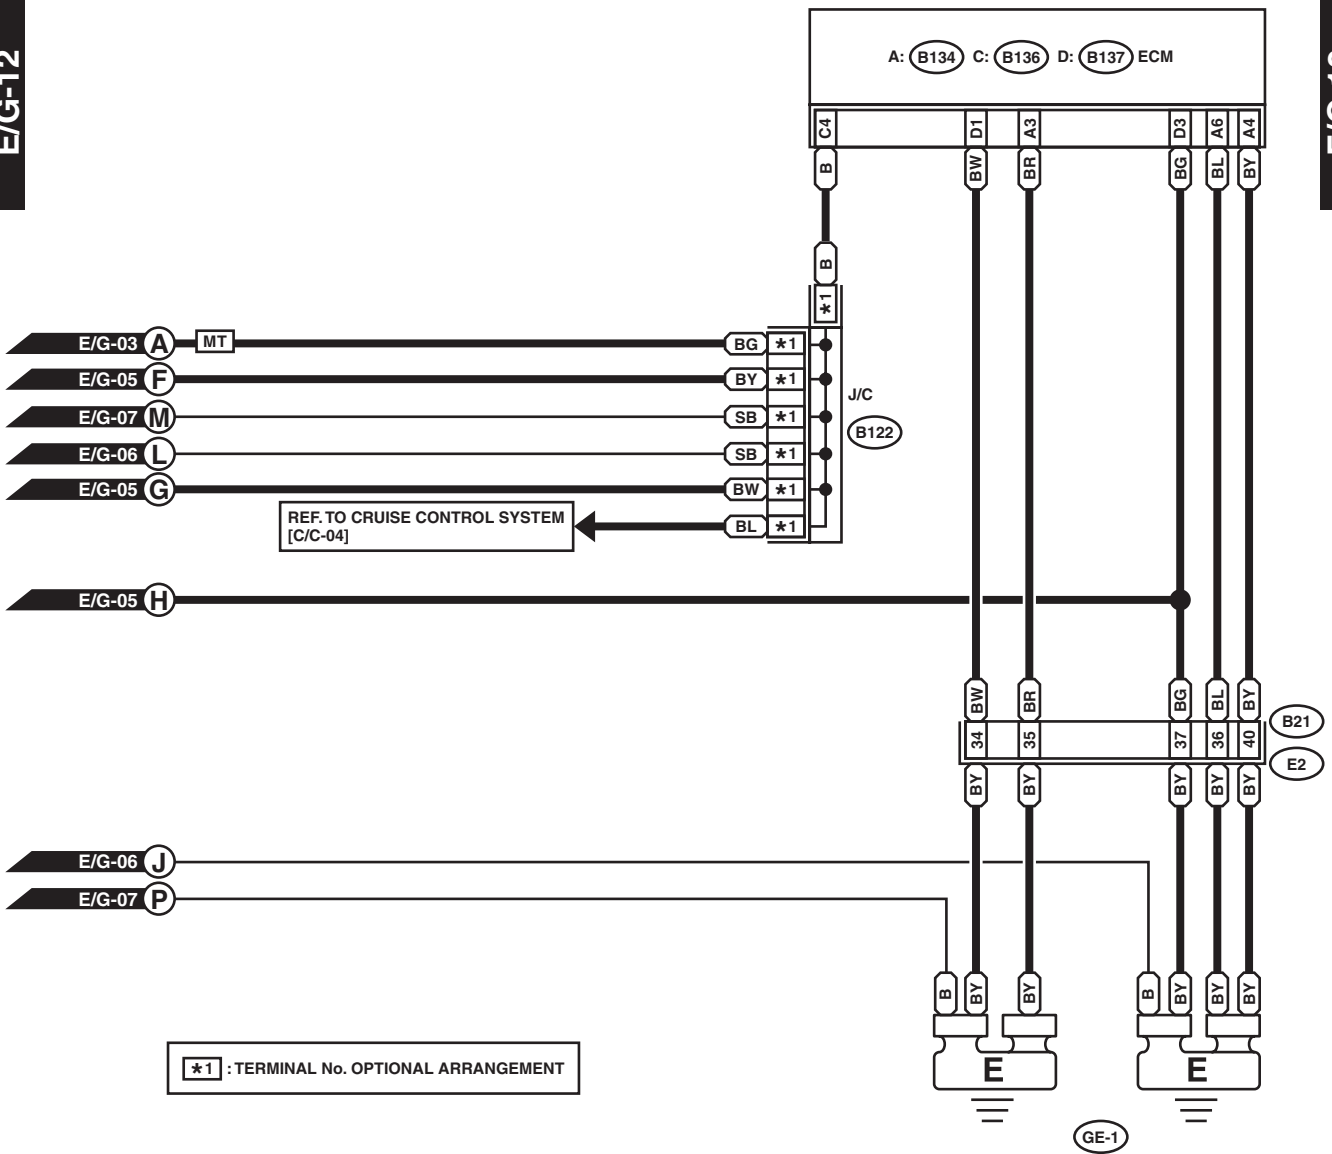 E/G-12
A: B134 C: B136 D: B137 ECM
C4 D1 A3 D3 A6 A4
B BW BR BG BL BY
B
*1
E/G-03 A MT BG *1
E/G-05 F BY *1
J/C
E/G-07 M SB *1
B122
E/G-06 L SB *1
E/G-05 G BW *1
REF. TO CRUISE CONTROL SYSTEM
[C/C-04]
BL *1
E/G-05 H
BW BR BG BL BY
B21
34 35 37 36 40
E2
BY BY BY BY BY
E/G-06 J
E/G-07 P
B BY BY B BY BY BY
E E
*1 : TERMINAL No. OPTIONAL ARRANGEMENT
GE-1